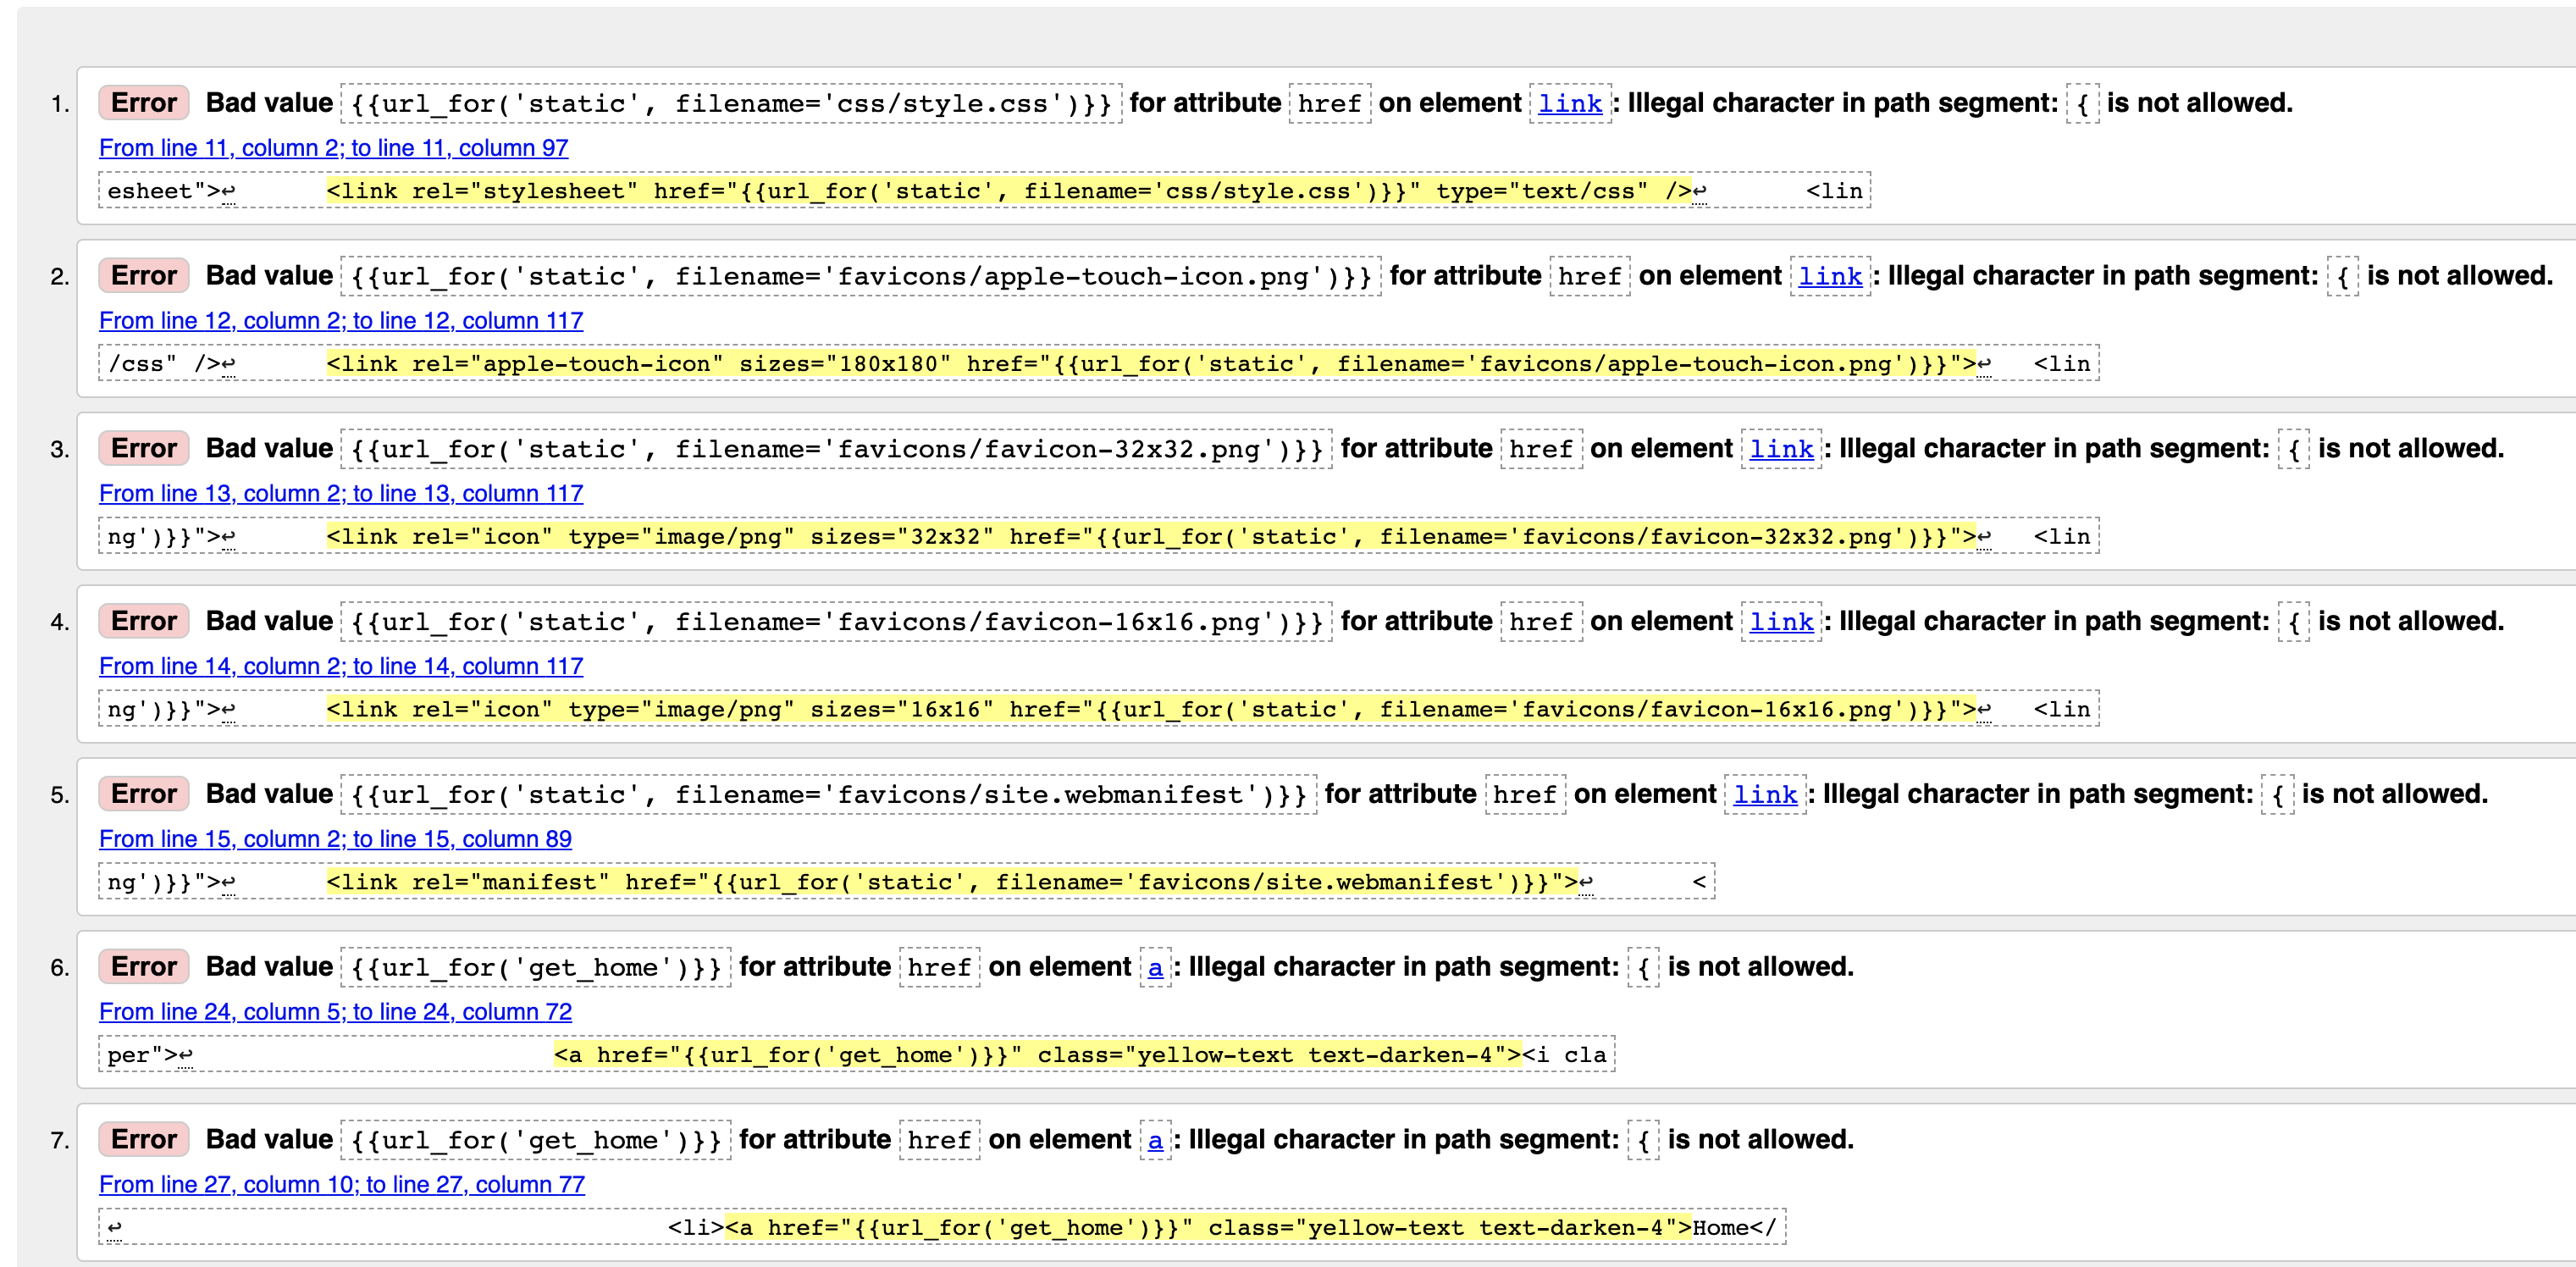 1. Error Bad value {{url_for('static', filename='css/style.css')}} for attribute href on element link: Illegal character in path segment: { is not allowed.
From line 11, column 2; to line 11, column 97
esheet">↩ <link rel="stylesheet" href="{{url_for('static', filename='css/style.css')}}" type="text/css" />↩ <lin
2. Error Bad value {{url_for('static', filename='favicons/apple-touch-icon.png')}} for attribute href on element link: Illegal character in path segment: { is not allowed.
From line 12, column 2; to line 12, column 117
/css" />↩ <link rel="apple-touch-icon" sizes="180x180" href="{{url_for('static', filename='favicons/apple-touch-icon.png')}}">↩ <lin
3. Error Bad value {{url_for('static', filename='favicons/favicon-32x32.png')}} for attribute href on element link: Illegal character in path segment: { is not allowed.
From line 13, column 2; to line 13, column 117
ng')}}">↩ <link rel="icon" type="image/png" sizes="32x32" href="{{url_for('static', filename='favicons/favicon-32x32.png')}}">↩ <lin
4. Error Bad value {{url_for('static', filename='favicons/favicon-16x16.png')}} for attribute href on element link: Illegal character in path segment: { is not allowed.
From line 14, column 2; to line 14, column 117
ng')}}">↩ <link rel="icon" type="image/png" sizes="16x16" href="{{url_for('static', filename='favicons/favicon-16x16.png')}}">↩ <lin
5. Error Bad value {{url_for('static', filename='favicons/site.webmanifest')}} for attribute href on element link: Illegal character in path segment: { is not allowed.
From line 15, column 2; to line 15, column 89
ng')}}">↩ <link rel="manifest" href="{{url_for('static', filename='favicons/site.webmanifest')}}">↩ <
6. Error Bad value {{url_for('get_home')}} for attribute href on element a: Illegal character in path segment: { is not allowed.
From line 24, column 5; to line 24, column 72
per">↩ <a href="{{url_for('get_home')}}" class="yellow-text text-darken-4"><i cla
7. Error Bad value {{url_for('get_home')}} for attribute href on element a: Illegal character in path segment: { is not allowed.
From line 27, column 10; to line 27, column 77
↩ <li><a href="{{url_for('get_home')}}" class="yellow-text text-darken-4">Home</